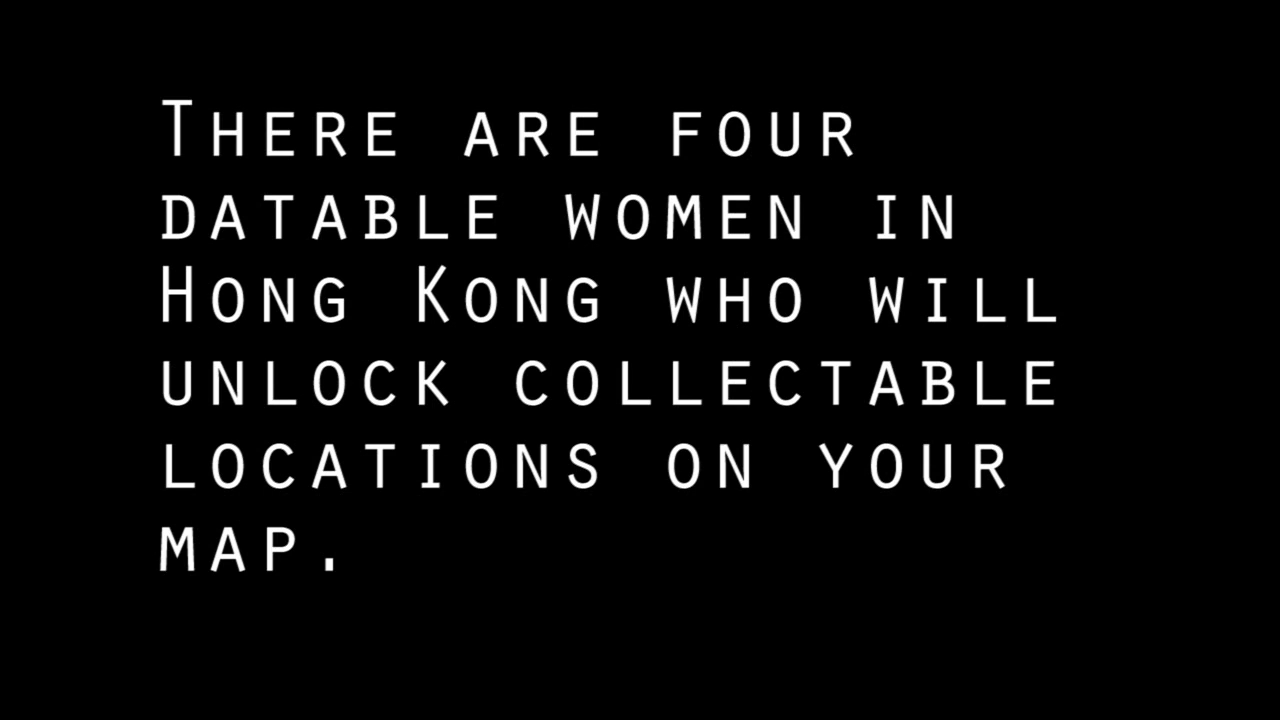 There are four
datable women in
Hong Kong who will
unlock collectable
locations on your
map.